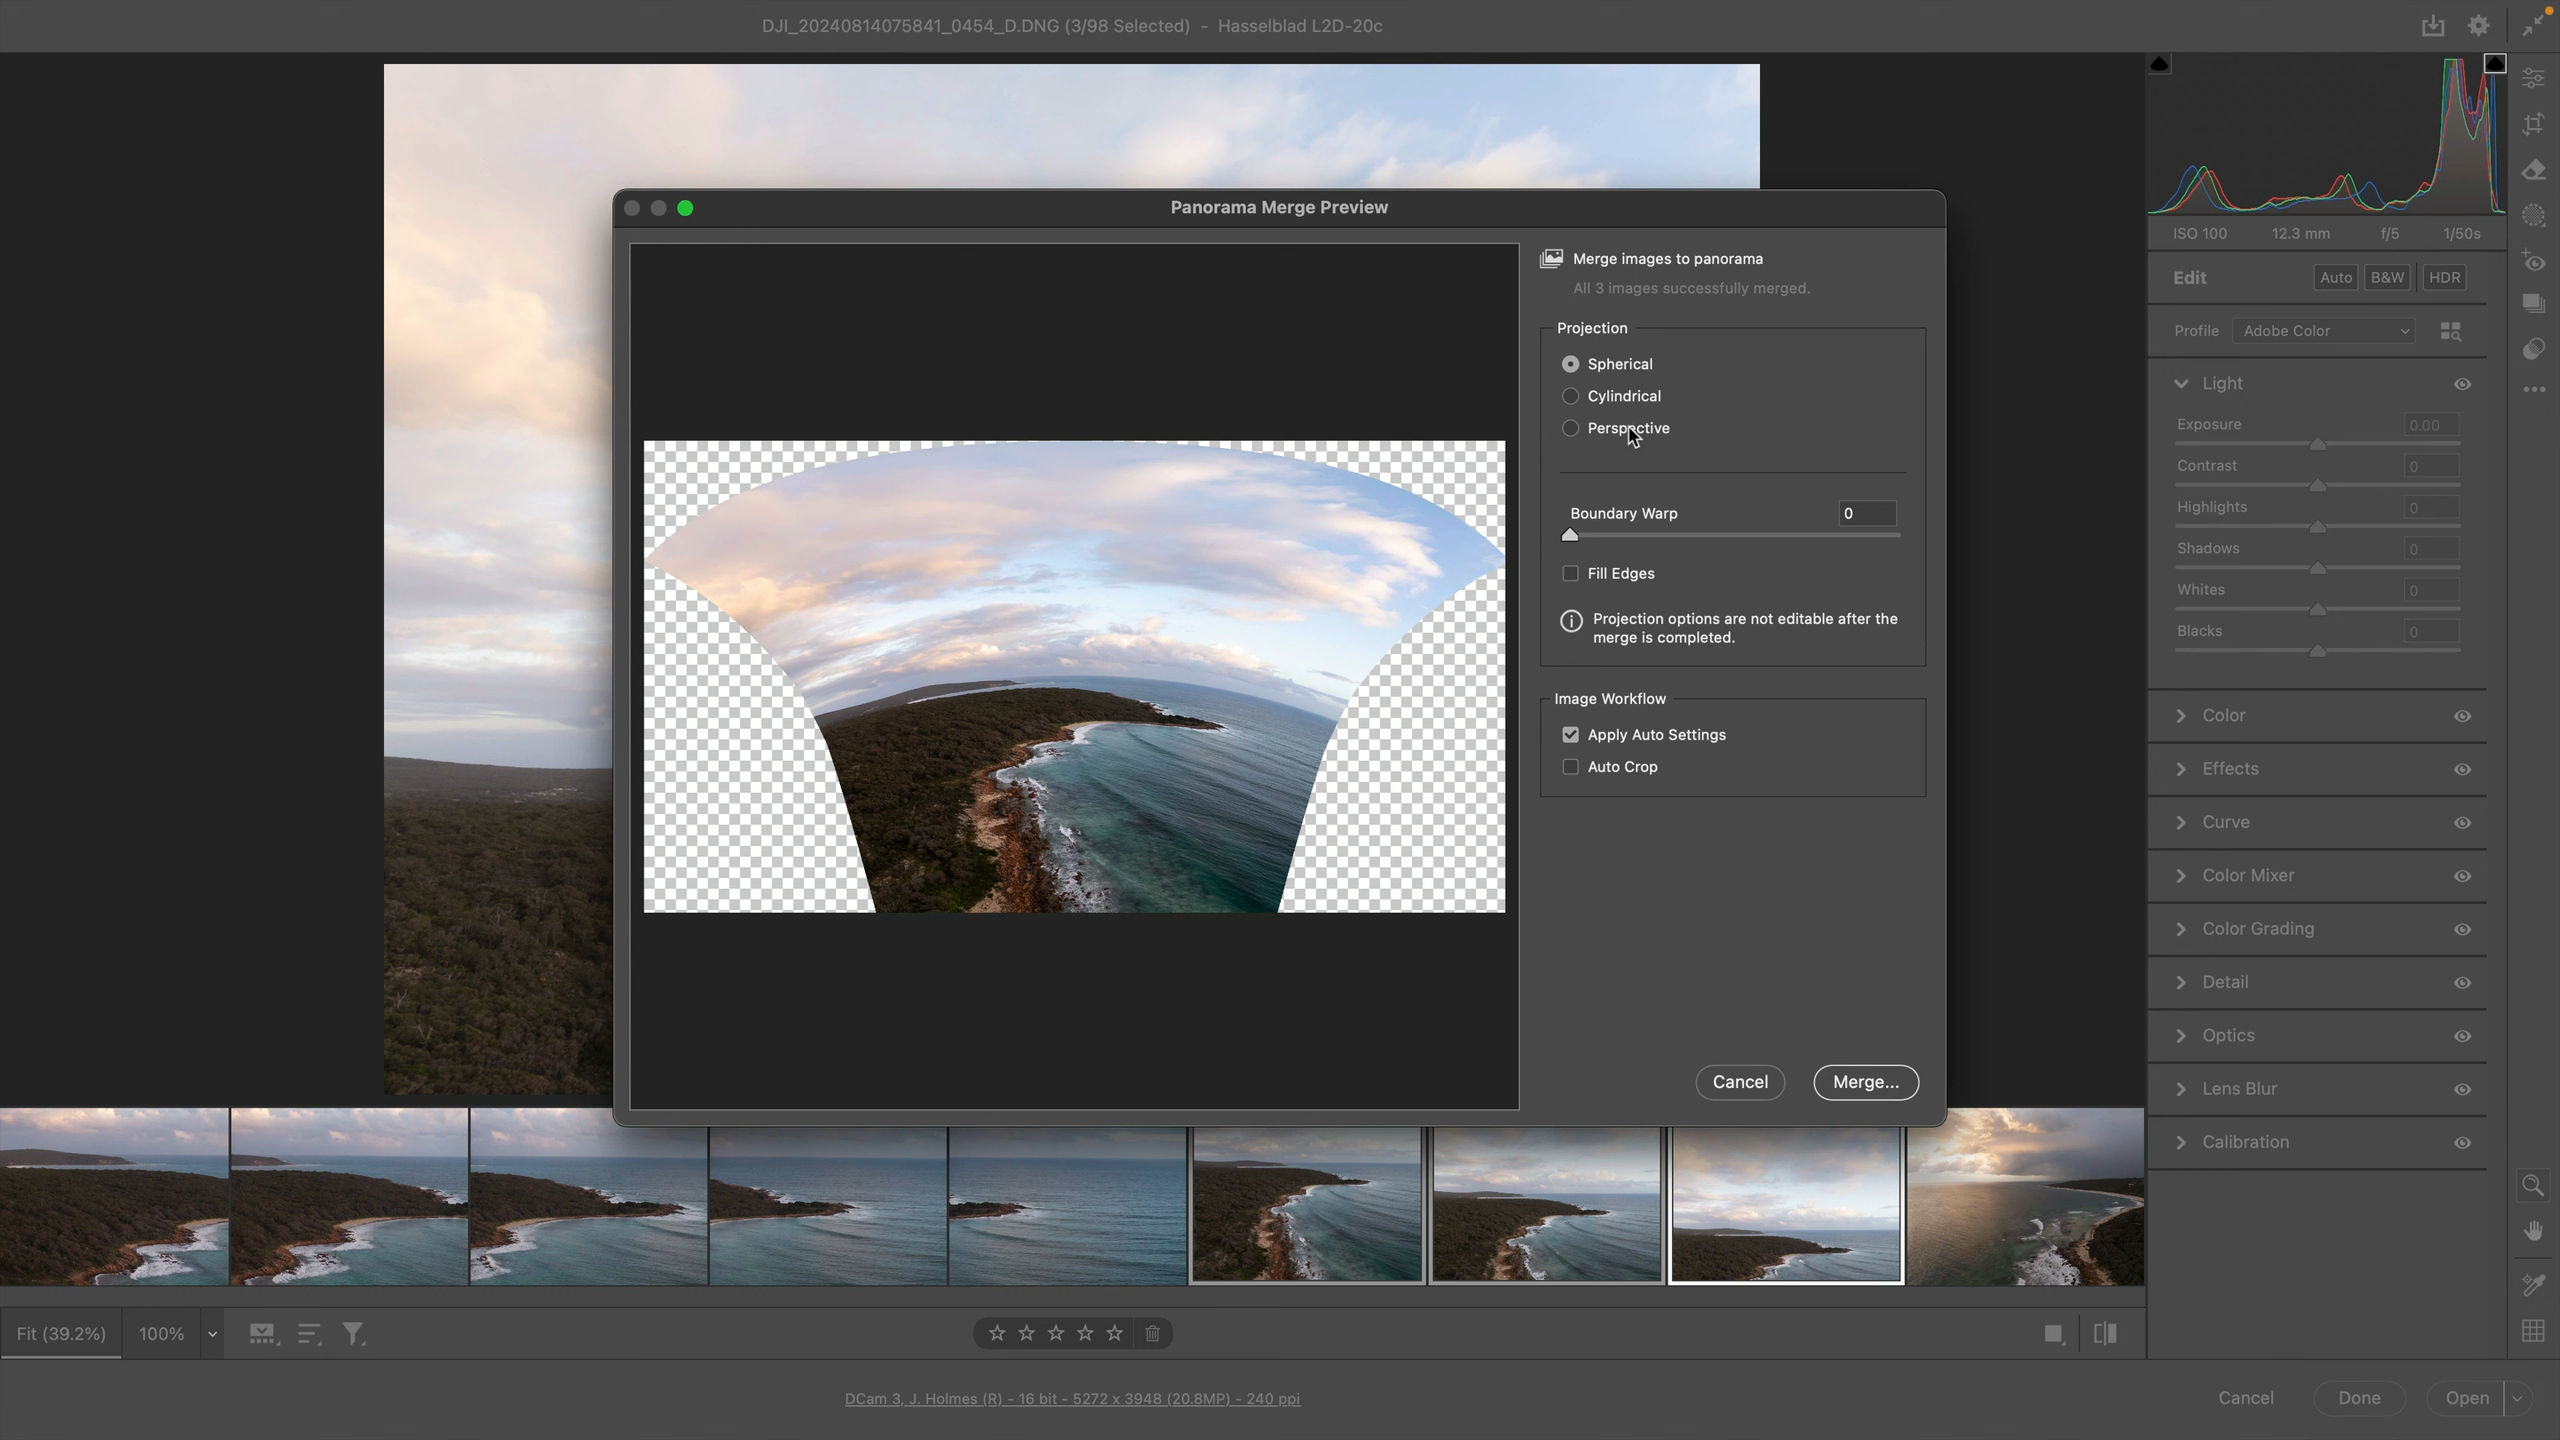 DJI_20240814075841_0454_D.DNG (3/98 Selected) - Hasselblad L2D-20c
Panorama Merge Preview
Merge images to panorama
All 3 images successfully merged.
Projection
Spherical
Cylindrical
Perspective
Boundary Warp 0
Fill Edges
Projection options are not editable after the
merge is completed.
Image Workflow
Apply Auto Settings
Auto Crop
Cancel Merge...
ISO 100 12.3 mm f/5 1/50s
Edit Auto B&W HDR
Profile Adobe Color
Light
Exposure 0.00
Contrast 0
Highlights 0
Shadows 0
Whites 0
Blacks 0
Color
Effects
Curve
Color Mixer
Color Grading
Detail
Optics
Lens Blur
Calibration
Fit (39.2%) 100%
DCam 3, J. Holmes (R) - 16 bit - 5272 x 3948 (20.8MP) - 240 ppi
Cancel Done Open